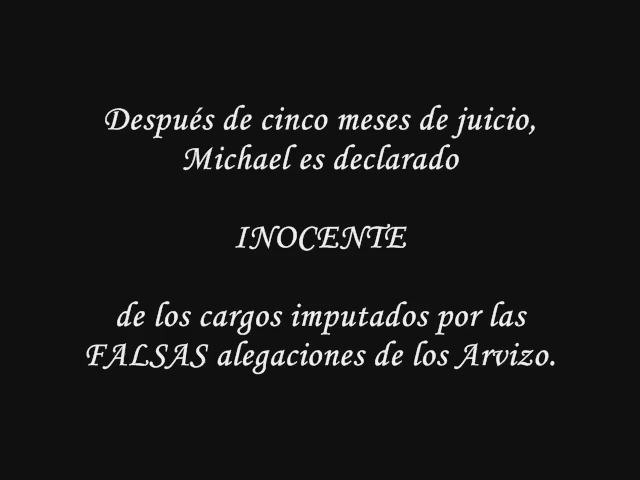 Después de cinco meses de juicio,
Michael es declarado
INOCENTE
de los cargos imputados por las
FALSAS alegaciones de los Arvizo.